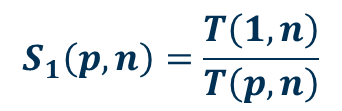 S₁(p,n) = T(1,n) / T(p,n)